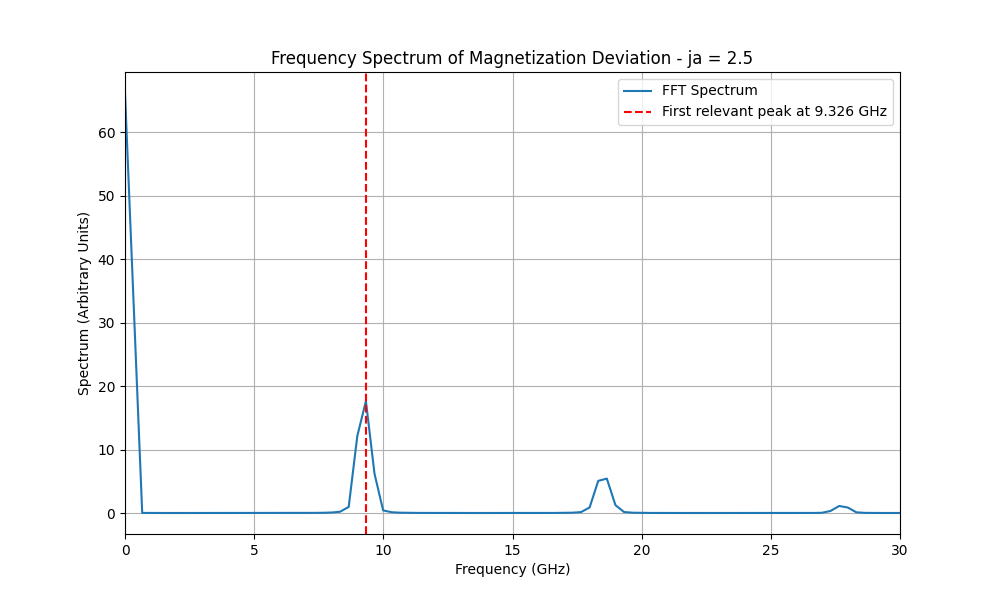 Frequency Spectrum of Magnetization Deviation - ja = 2.5
FFT Spectrum
First relevant peak at 9.326 GHz
Spectrum (Arbitrary Units)
60
50
40
30
20
10
0
0 5 10 15 20 25 30
Frequency (GHz)